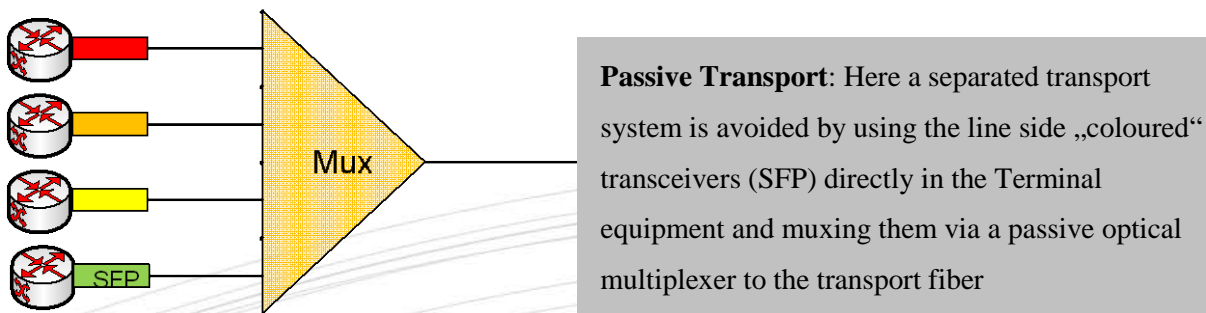 Mux
SFP
Passive Transport: Here a separated transport
system is avoided by using the line side „coloured“
transceivers (SFP) directly in the Terminal
equipment and muxing them via a passive optical
multiplexer to the transport fiber